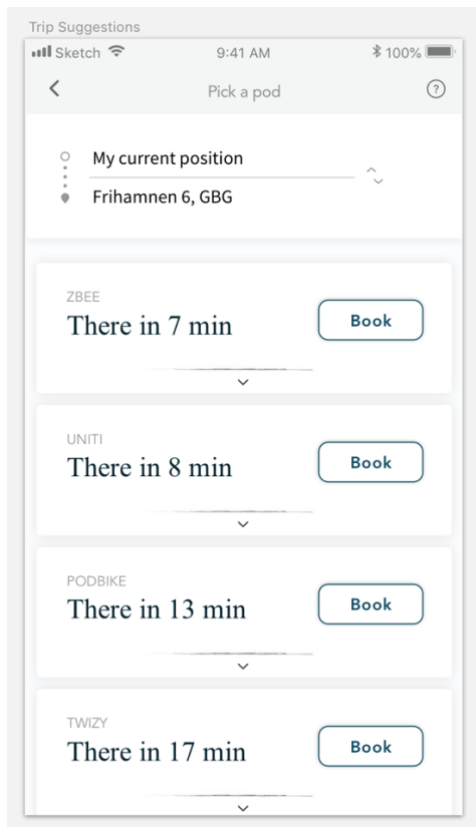 Trip Suggestions
Sketch 9:41 AM 100%
Pick a pod ?
My current position
Frihamnen 6, GBG
ZBEE
There in 7 min
Book
UNITI
There in 8 min
Book
PODBIKE
There in 13 min
Book
TWIZY
There in 17 min
Book